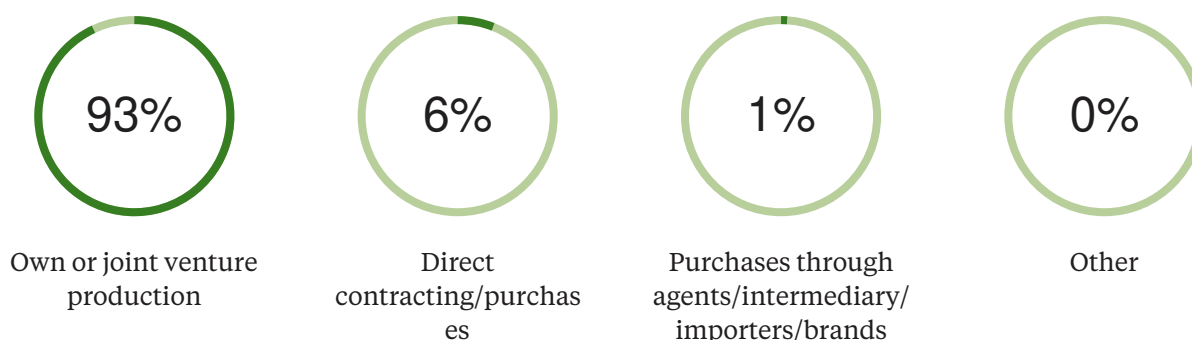 93%
6%
1%
0%
Own or joint venture
production
Direct
contracting/purchas
es
Purchases through
agents/intermediary/
importers/brands
Other